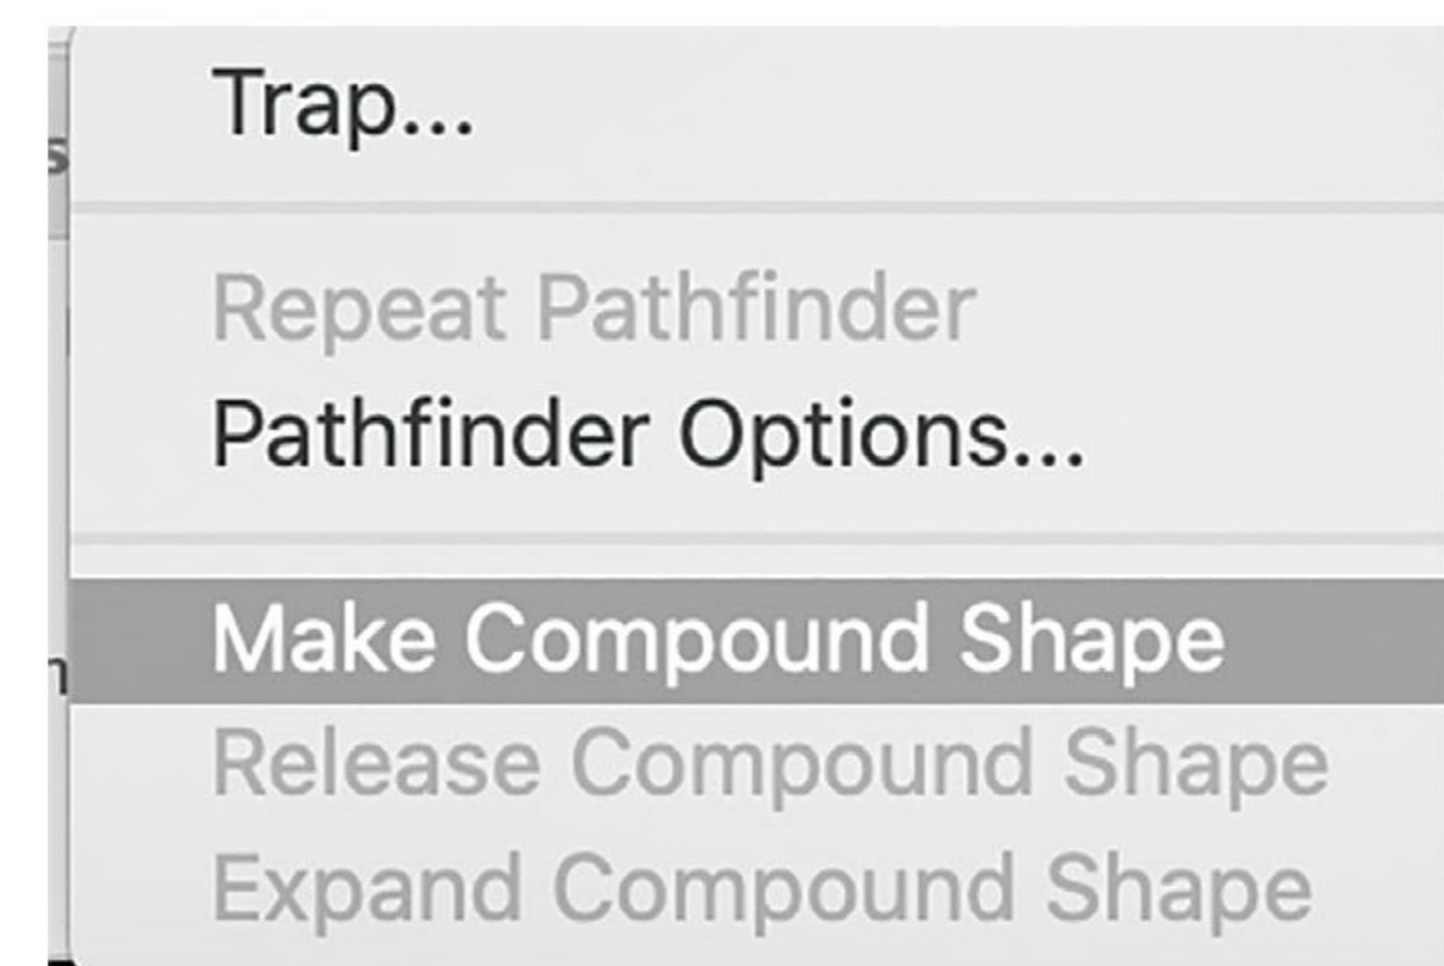 Trap...
Repeat Pathfinder
Pathfinder Options...
Make Compound Shape
Release Compound Shape
Expand Compound Shape